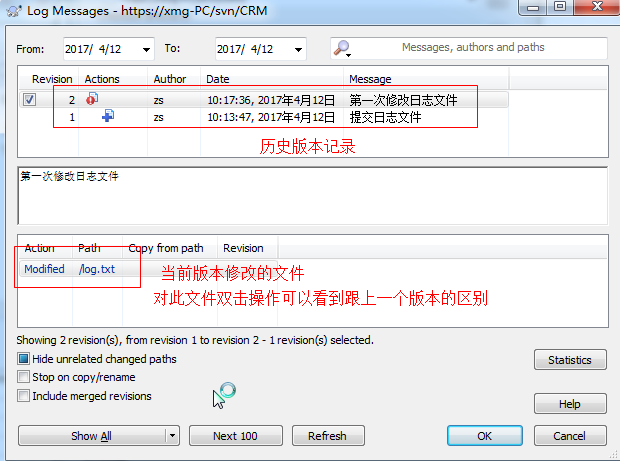 Log Messages - https://xmg-PC/svn/CRM
From: 2017/ 4/12 To: 2017/ 4/12 Messages, authors and paths
Revision Actions Author Date Message
2 zs 10:17:36, 2017年4月12日 第一次修改日志文件
1 zs 10:13:47, 2017年4月12日 提交日志文件
历史版本记录
第一次修改日志文件
Action Path Copy from path Revision
Modified /log.txt
当前版本修改的文件
对此文件双击操作可以看到跟上一个版本的区别
Showing 2 revision(s), from revision 1 to revision 2 - 1 revision(s) selected.
Hide unrelated changed paths
Statistics
Stop on copy/rename
Include merged revisions
Help
Show All Next 100 Refresh OK Cancel